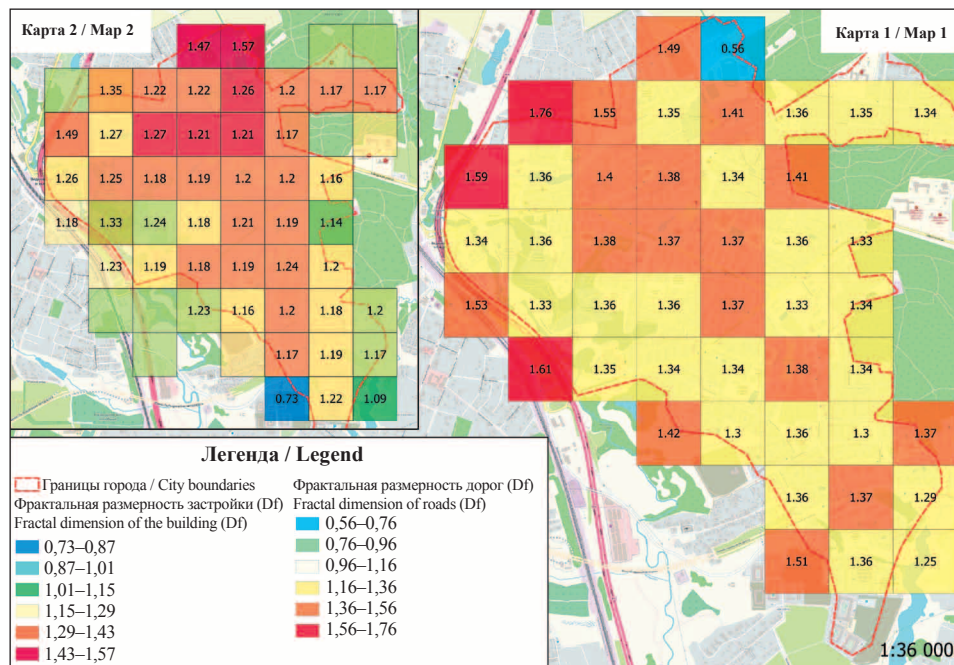 Карта 2 / Map 2
1.47 1.57
1.35 1.22 1.22 1.26 1.2 1.17 1.17
1.49 1.27 1.27 1.21 1.21 1.17
1.26 1.25 1.18 1.19 1.2 1.2 1.16
1.18 1.33 1.24 1.18 1.21 1.19 1.14
1.23 1.19 1.18 1.19 1.24 1.2
1.23 1.16 1.2 1.18 1.2
1.17 1.19 1.17
0.73 1.22 1.09
Карта 1 / Map 1
1.49 0.56
1.76 1.55 1.35 1.41 1.36 1.35 1.34
1.59 1.36 1.4 1.38 1.34 1.41
1.34 1.36 1.38 1.37 1.37 1.36 1.33
1.53 1.33 1.36 1.36 1.37 1.33 1.34
1.61 1.35 1.34 1.34 1.38 1.34
1.42 1.3 1.36 1.3 1.37
1.36 1.37 1.29
1.51 1.36 1.25
1:36 000
Легенда / Legend
Границы города / City boundaries
Фрактальная размерность застройки (Df)
Fractal dimension of the building (Df)
0,73–0,87
0,87–1,01
1,01–1,15
1,15–1,29
1,29–1,43
1,43–1,57
Фрактальная размерность дорог (Df)
Fractal dimension of roads (Df)
0,56–0,76
0,76–0,96
0,96–1,16
1,16–1,36
1,36–1,56
1,56–1,76